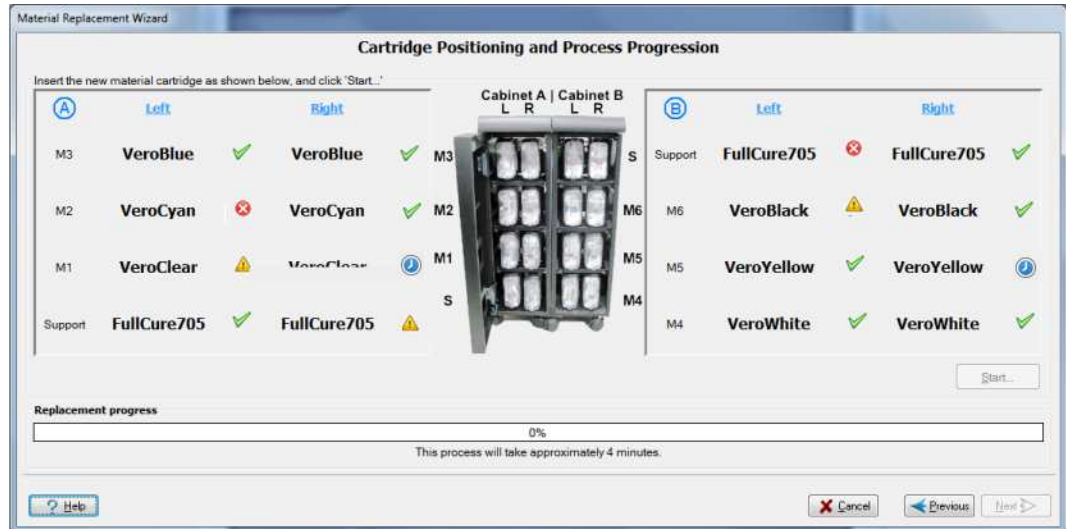 Material Replacement Wizard
Cartridge Positioning and Process Progression
Insert the new material cartridge as shown below, and click 'Start...'
A Left Right
M3 VeroBlue VeroBlue
M2 VeroCyan VeroCyan
M1 VeroClear VeroClear
Support FullCure705 FullCure705
Cabinet A | Cabinet B
L R L R
M3 S
M2 M6
M1 M5
S M4
B Left Right
Support FullCure705 FullCure705
M6 VeroBlack VeroBlack
M5 VeroYellow VeroYellow
M4 VeroWhite VeroWhite
Start...
Replacement progress
0%
This process will take approximately 4 minutes.
? Help
Cancel
Previous
Next